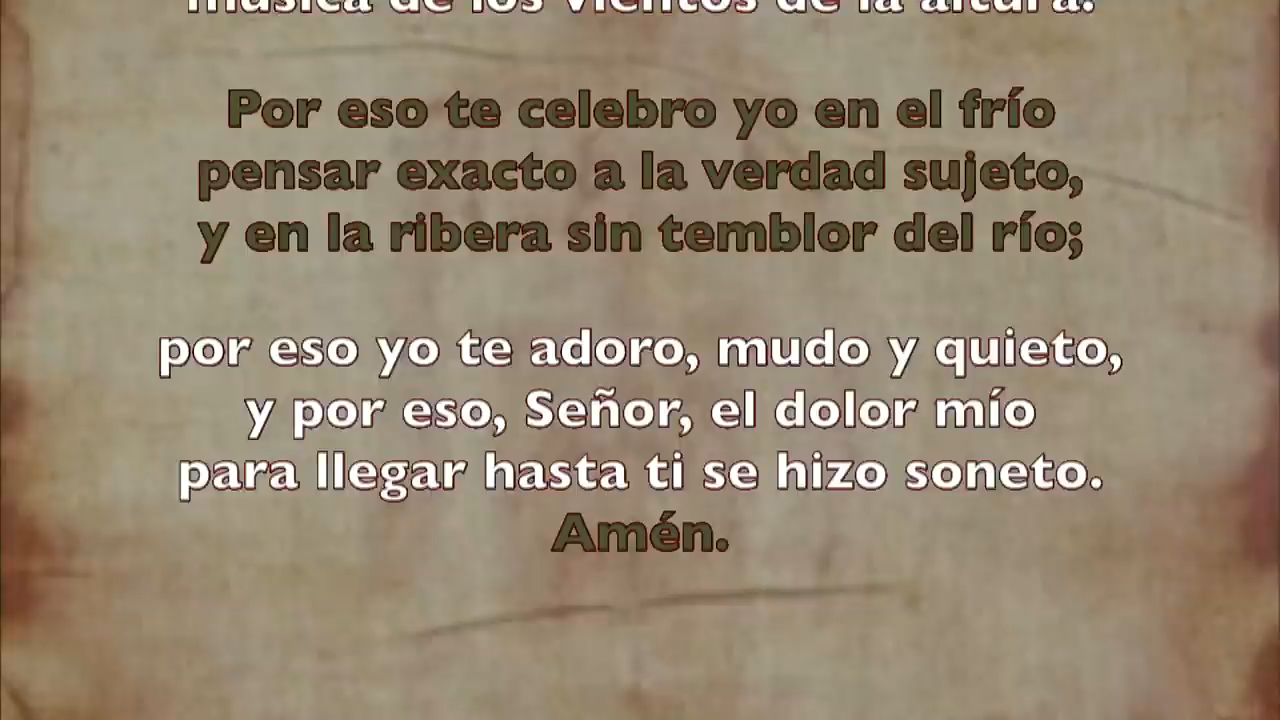 música de los vientos de la altura.
Por eso te celebro yo en el frío
pensar exacto a la verdad sujeto,
y en la ribera sin temblor del río;
por eso yo te adoro, mudo y quieto,
y por eso, Señor, el dolor mío
para llegar hasta ti se hizo soneto.
Amén.